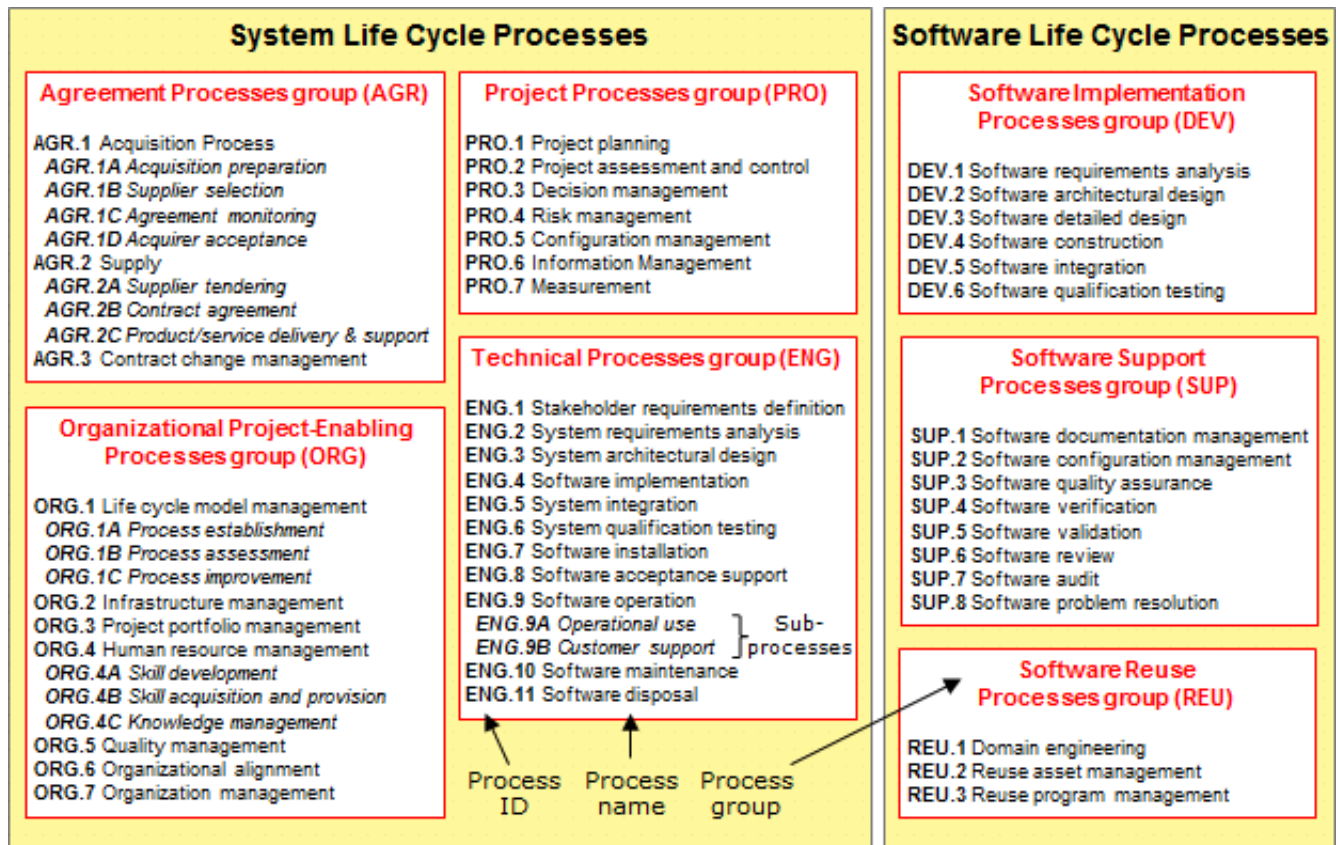 System Life Cycle Processes
Agreement Processes group (AGR)
AGR.1 Acquisition Process
AGR.1A Acquisition preparation
AGR.1B Supplier selection
AGR.1C Agreement monitoring
AGR.1D Acquirer acceptance
AGR.2 Supply
AGR.2A Supplier tendering
AGR.2B Contract agreement
AGR.2C Product/service delivery & support
AGR.3 Contract change management
Organizational Project-Enabling
Processes group (ORG)
ORG.1 Life cycle model management
ORG.1A Process establishment
ORG.1B Process assessment
ORG.1C Process improvement
ORG.2 Infrastructure management
ORG.3 Project portfolio management
ORG.4 Human resource management
ORG.4A Skill development
ORG.4B Skill acquisition and provision
ORG.4C Knowledge management
ORG.5 Quality management
ORG.6 Organizational alignment
ORG.7 Organization management
Project Processes group (PRO)
PRO.1 Project planning
PRO.2 Project assessment and control
PRO.3 Decision management
PRO.4 Risk management
PRO.5 Configuration management
PRO.6 Information Management
PRO.7 Measurement
Technical Processes group (ENG)
ENG.1 Stakeholder requirements definition
ENG.2 System requirements analysis
ENG.3 System architectural design
ENG.4 Software implementation
ENG.5 System integration
ENG.6 System qualification testing
ENG.7 Software installation
ENG.8 Software acceptance support
ENG.9 Software operation
ENG.9A Operational use
ENG.9B Customer support
Sub-
processes
ENG.10 Software maintenance
ENG.11 Software disposal
Process
ID
Process
name
Process
group
Software Life Cycle Processes
Software Implementation
Processes group (DEV)
DEV.1 Software requirements analysis
DEV.2 Software architectural design
DEV.3 Software detailed design
DEV.4 Software construction
DEV.5 Software integration
DEV.6 Software qualification testing
Software Support
Processes group (SUP)
SUP.1 Software documentation management
SUP.2 Software configuration management
SUP.3 Software quality assurance
SUP.4 Software verification
SUP.5 Software validation
SUP.6 Software review
SUP.7 Software audit
SUP.8 Software problem resolution
Software Reuse
Processes group (REU)
REU.1 Domain engineering
REU.2 Reuse asset management
REU.3 Reuse program management